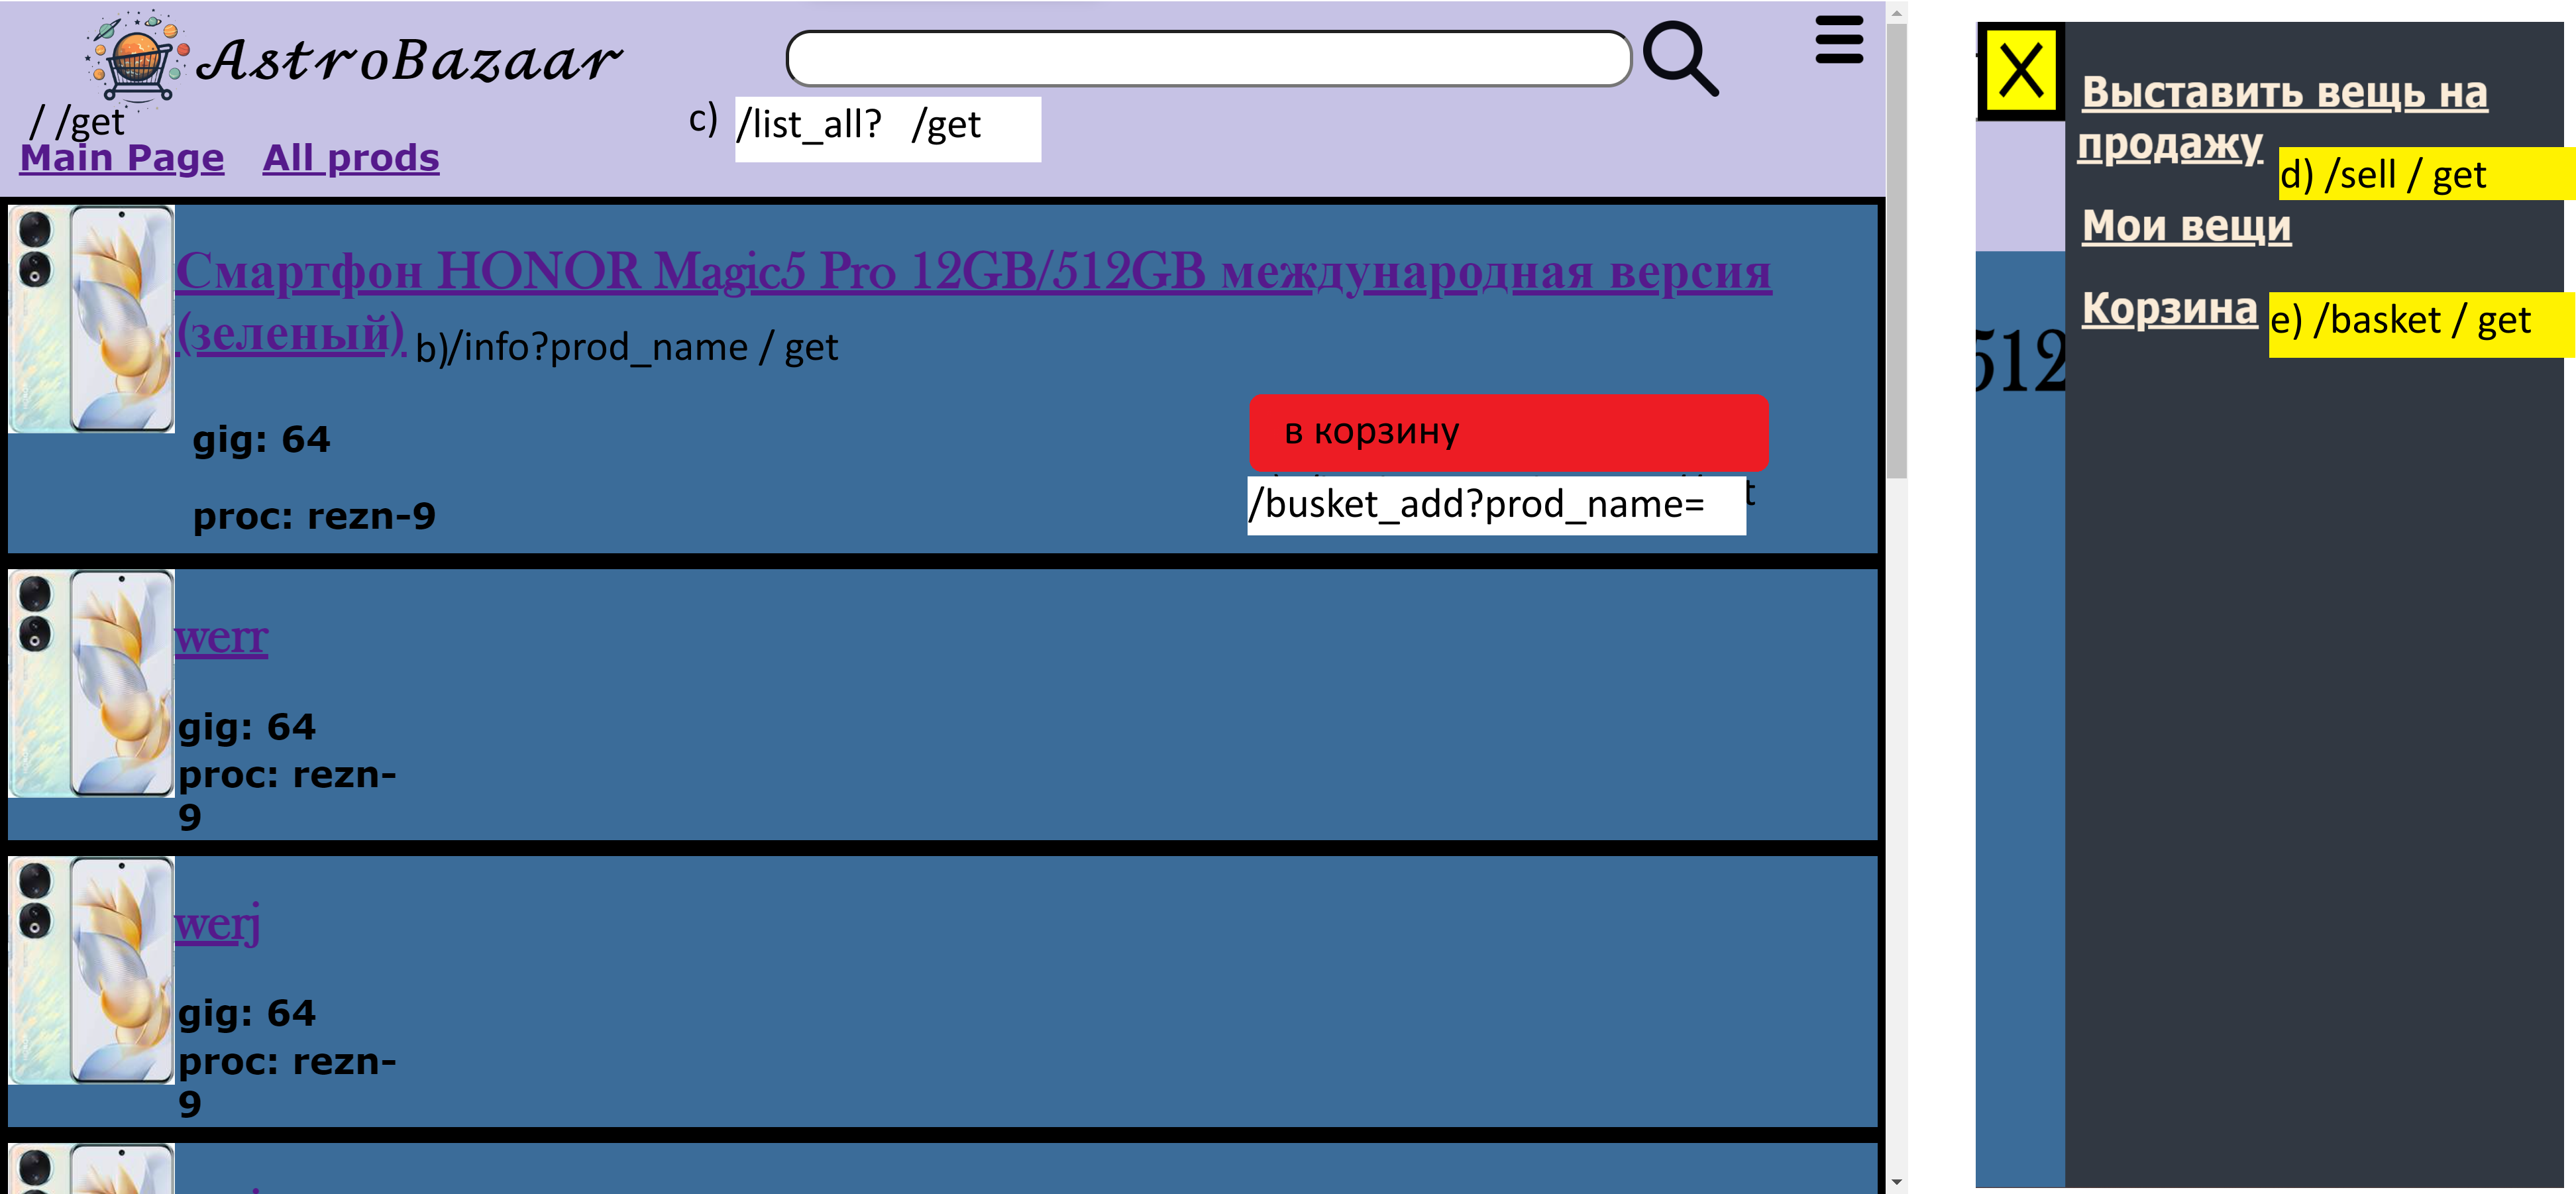 AstroBazaar
/ /get
c) /list_all? /get
Main Page All prods
Смартфон HONOR Magic5 Pro 12GB/512GB международная версия
(зеленый)
b)/info?prod_name / get
gig: 64
в корзину
/busket_add?prod_name=
proc: rezn-9
werr
gig: 64
proc: rezn-
9
werj
gig: 64
proc: rezn-
9
X
Выставить вещь на
продажу
d) /sell / get
Мои вещи
Корзина
e) /basket / get
512